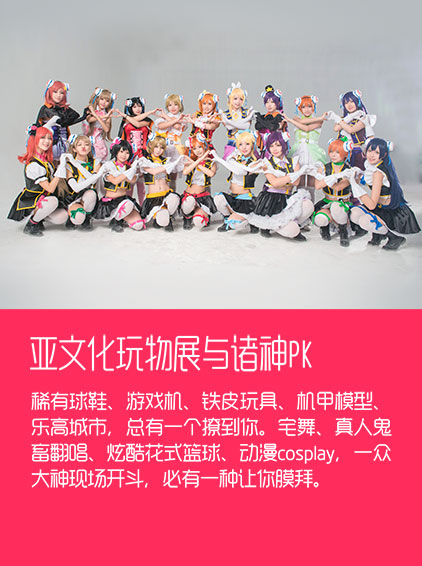 亚文化玩物展与诸神PK
稀有球鞋、游戏机、铁皮玩具、机甲模型、
乐高城市，总有一个撩到你。宅舞、真人鬼
畜翻唱、炫酷花式篮球、动漫cosplay，一众
大神现场开斗，必有一种让你膜拜。